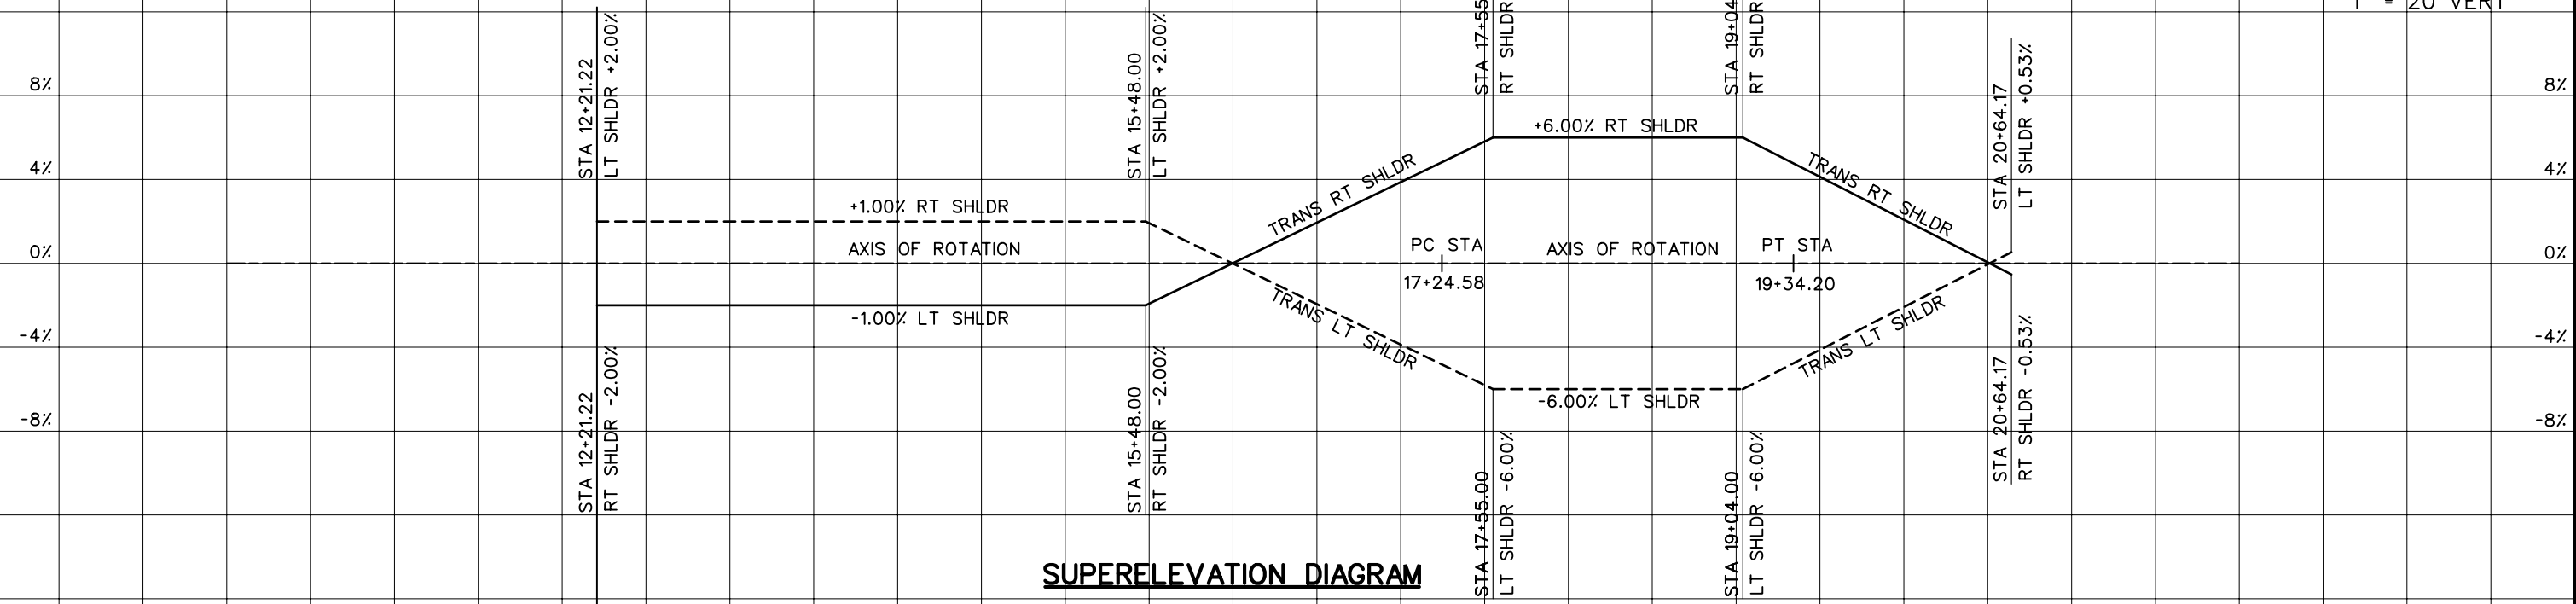 1" = 20' VERT
STA 12+21.22
LT SHLDR +2.00%
STA 15+48.00
LT SHLDR +2.00%
STA 17+55
RT SHLDR
STA 19+04
RT SHLDR
STA 20+64.17
LT SHLDR +0.53%
8%
8%
+6.00% RT SHLDR
4%
4%
TRANS RT SHLDR
TRANS RT SHLDR
+1.00% RT SHLDR
0%
AXIS OF ROTATION
PC STA
17+24.58
AXIS OF ROTATION
PT STA
19+34.20
0%
-1.00% LT SHLDR
TRANS LT SHLDR
TRANS LT SHLDR
-4%
-4%
-6.00% LT SHLDR
-8%
-8%
STA 12+21.22
RT SHLDR -2.00%
STA 15+48.00
RT SHLDR -2.00%
STA 17+55.00
LT SHLDR -6.00%
STA 19+04.00
LT SHLDR -6.00%
STA 20+64.17
RT SHLDR -0.53%
SUPERELEVATION DIAGRAM